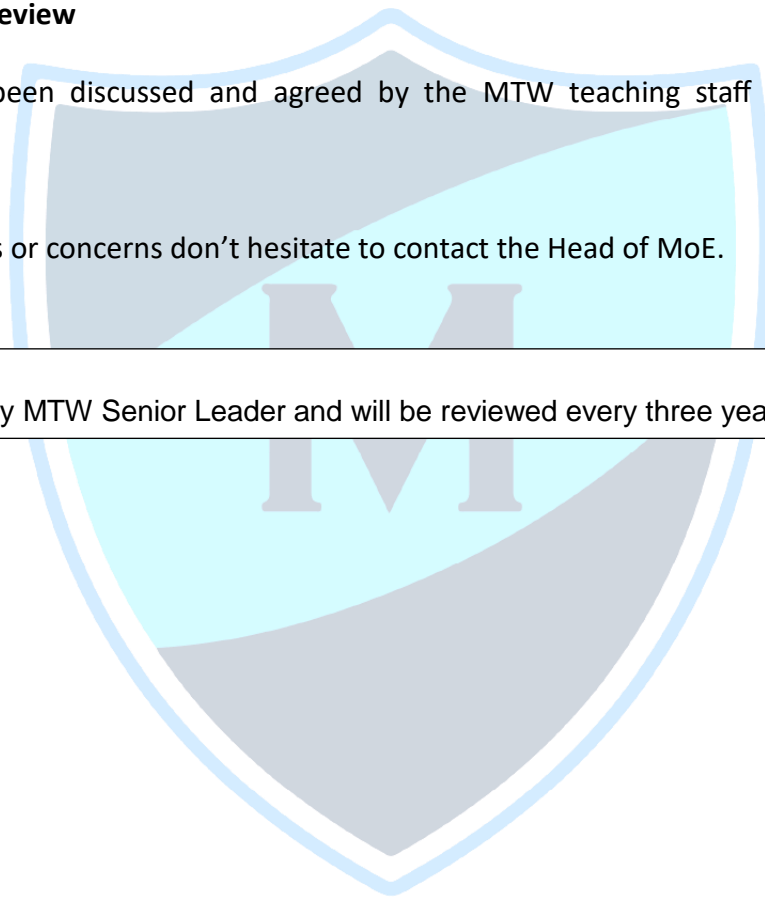 eview
been discussed and agreed by the MTW teaching staff
s or concerns don’t hesitate to contact the Head of MoE.
M
y MTW Senior Leader and will be reviewed every three yea